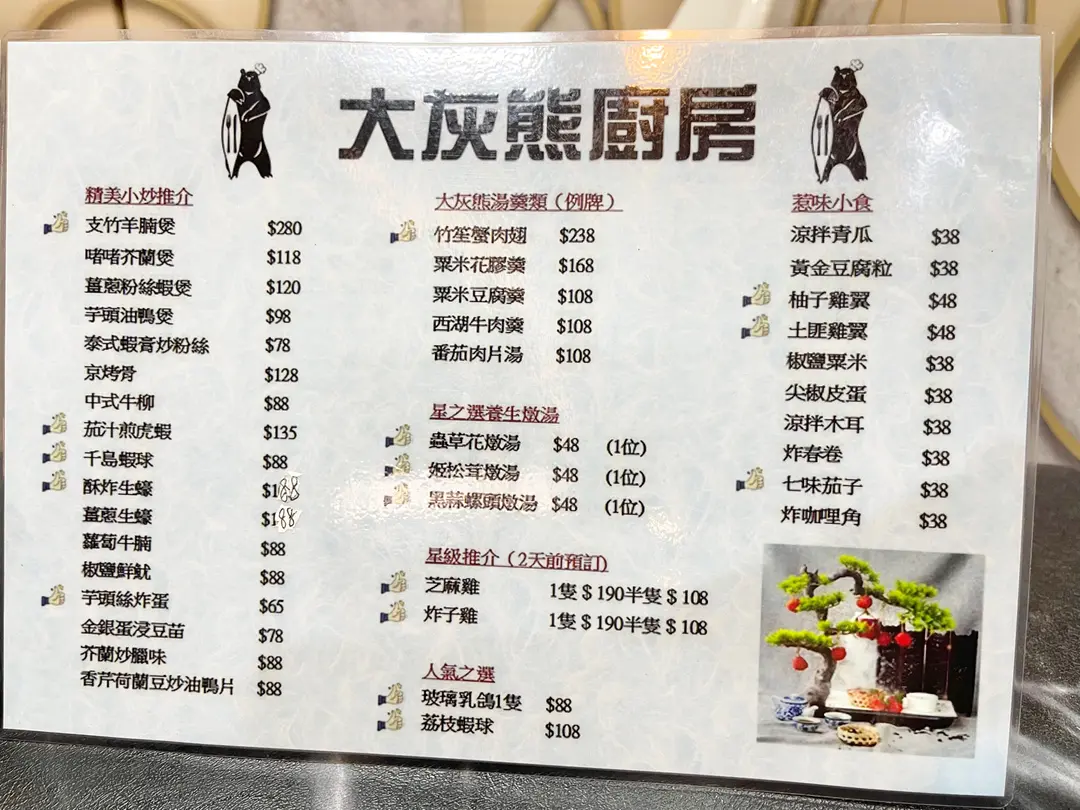 大灰熊廚房
精美小炒推介
支竹羊腩煲 $280
啫啫芥蘭煲 $118
薑蔥粉絲蝦煲 $120
芋頭油鴨煲 $98
泰式蝦膏炒粉絲 $78
京烤骨 $128
中式牛柳 $88
茄汁煎虎蝦 $135
千島蝦球 $88
酥炸生蠔 $188
薑蔥生蠔 $188
蘿蔔牛腩 $88
椒鹽鮮魷 $88
芋頭絲炸蛋 $65
金銀蛋浸豆苗 $78
芥蘭炒臘味 $88
香芹荷蘭豆炒油鴨片 $88
大灰熊湯羹類（例牌）
竹笙蟹肉翅 $238
粟米花膠羹 $168
粟米豆腐羹 $108
西湖牛肉羹 $108
番茄肉片湯 $108
星之選養生燉湯
蟲草花燉湯 $48 (1位)
姬松茸燉湯 $48 (1位)
黑蒜螺頭燉湯 $48 (1位)
星級推介（2天前預訂)
芝麻雞 1隻＄190半隻＄108
炸子雞 1隻＄190半隻＄108
人氣之選
玻璃乳鴿1隻 $88
荔枝蝦球 $108
惹味小食
涼拌青瓜 $38
黃金豆腐粒 $38
柚子雞翼 $48
土匪雞翼 $48
椒鹽粟米 $38
尖椒皮蛋 $38
涼拌木耳 $38
炸春卷 $38
七味茄子 $38
炸咖哩角 $38